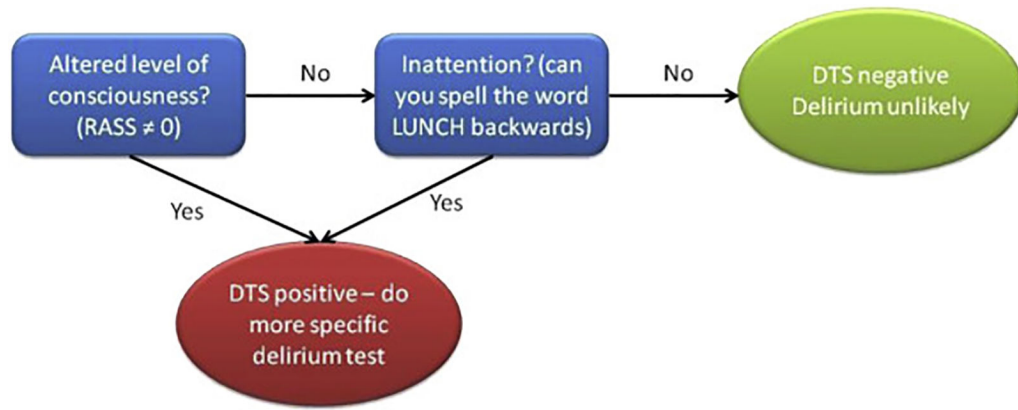 Altered level of
consciousness?
(RASS ≠ 0)
No
Inattention? (can
you spell the word
LUNCH backwards)
No
DTS negative
Delirium unlikely
Yes
Yes
DTS positive – do
more specific
delirium test